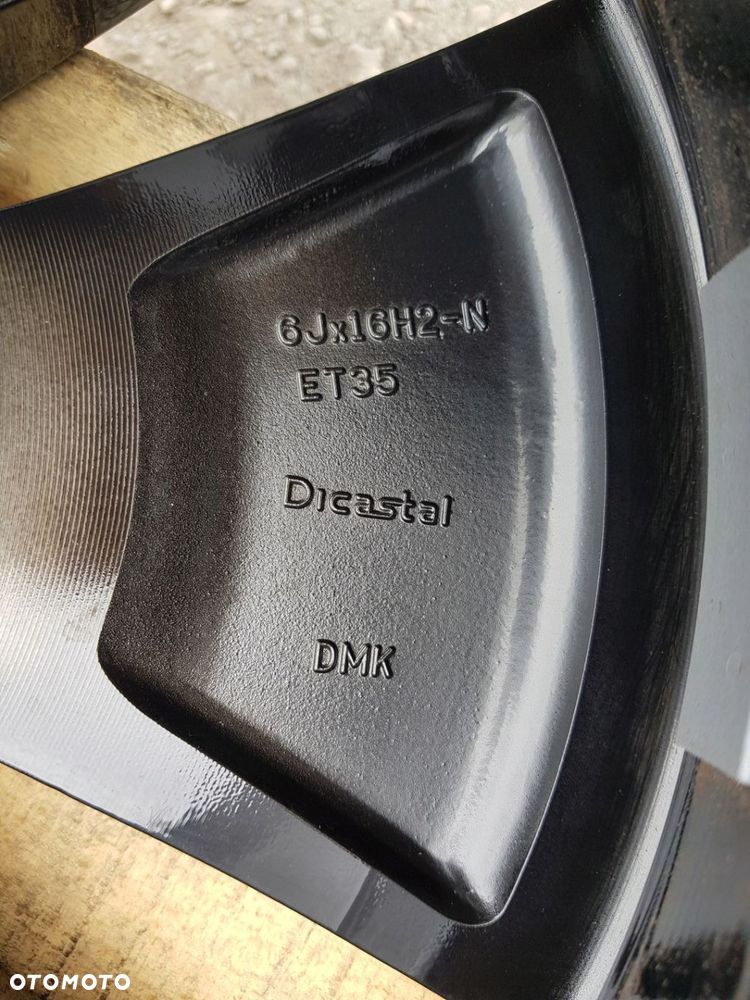 6Jx16H2-N
ET35
Dicastal
DMK
OTOMOTO